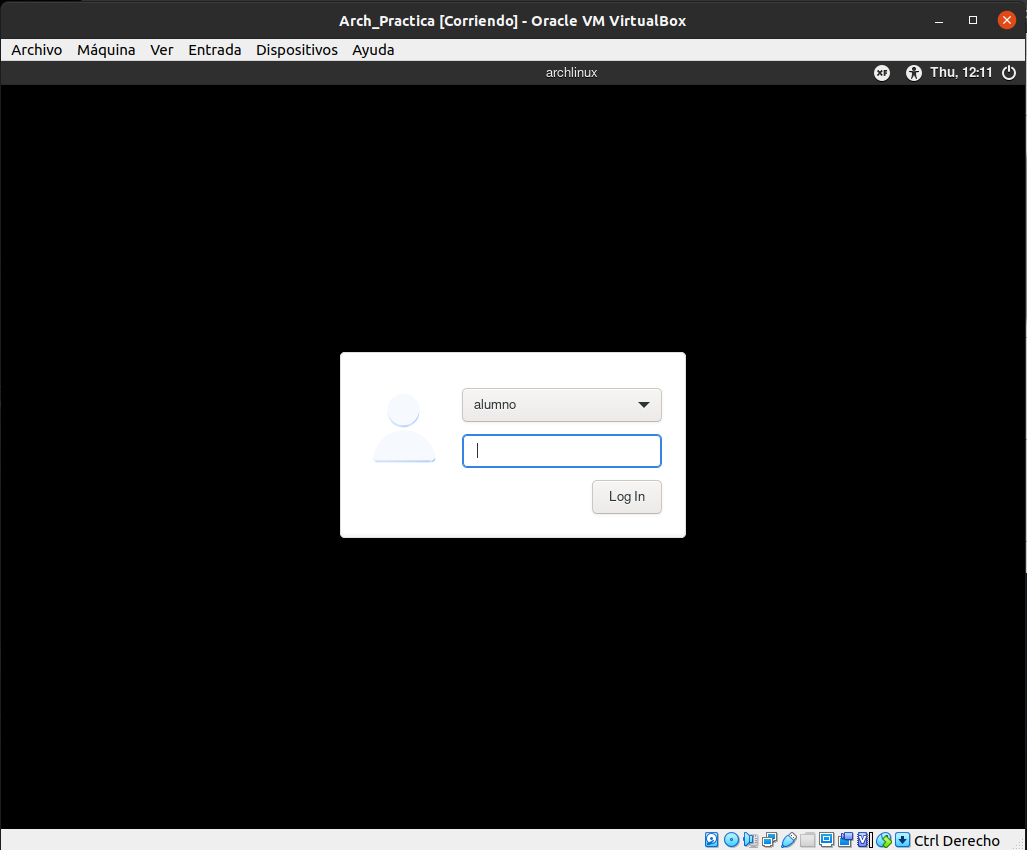 Arch_Practica [Corriendo] - Oracle VM VirtualBox
Archivo Máquina Ver Entrada Dispositivos Ayuda
archlinux XF Thu, 12:11
alumno
Log In
Ctrl Derecho